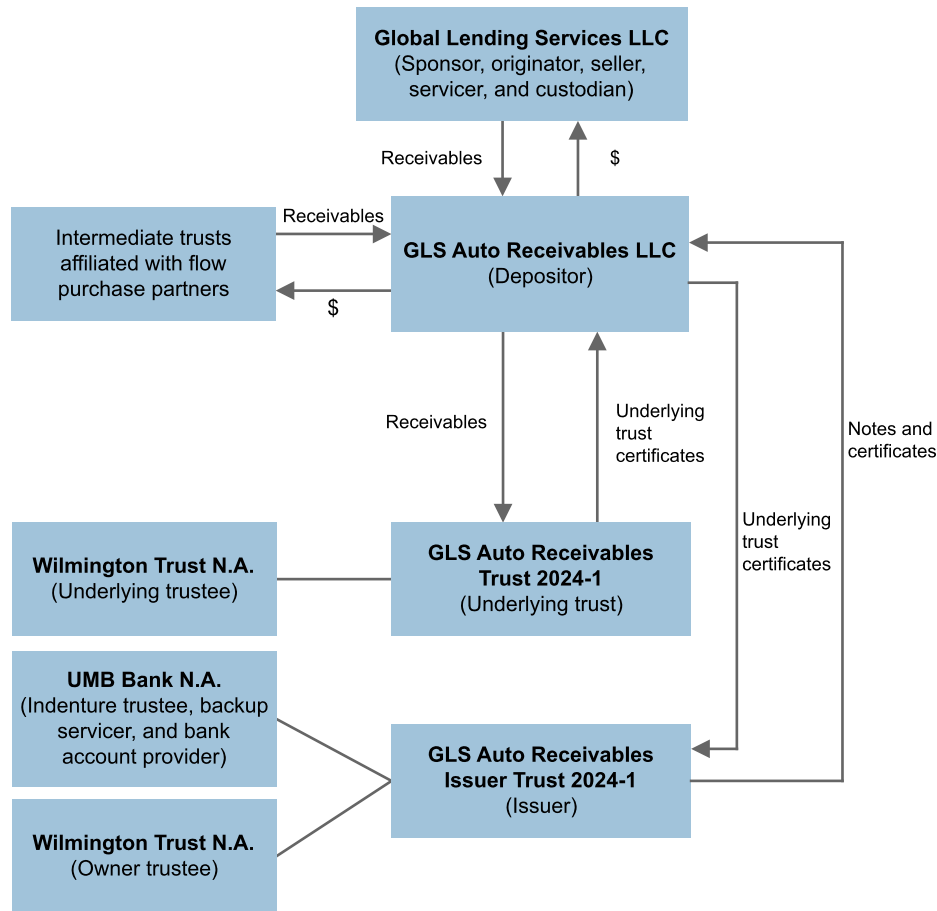 Global Lending Services LLC
(Sponsor, originator, seller,
servicer, and custodian)
Receivables
$
Intermediate trusts
affiliated with flow
purchase partners
Receivables
$
GLS Auto Receivables LLC
(Depositor)
Receivables
Underlying
trust
certificates
Notes and
certificates
Underlying
trust
certificates
Wilmington Trust N.A.
(Underlying trustee)
GLS Auto Receivables
Trust 2024-1
(Underlying trust)
UMB Bank N.A.
(Indenture trustee, backup
servicer, and bank
account provider)
GLS Auto Receivables
Issuer Trust 2024-1
(Issuer)
Wilmington Trust N.A.
(Owner trustee)